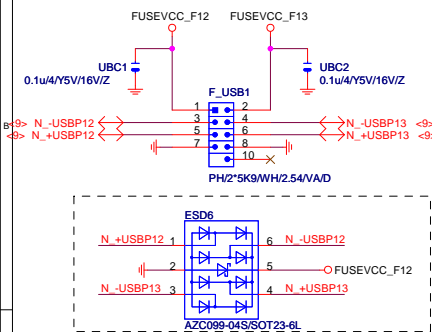 FUSEVCC_F12 FUSEVCC_F13
UBC1 UBC2
0.1u/4/Y5V/16V/Z 0.1u/4/Y5V/16V/Z
F_USB1
1 2
B <9> N_-USBP12 3 4 N_-USBP13 <9>
<9> N_+USBP12 5 6 N_+USBP13 <9>
7 8
10
PH/2*5K9/WH/2.54/VA/D
ESD6
N_+USBP12 1 6 N_-USBP12
2 5 FUSEVCC_F12
N_-USBP13 3 4 N_+USBP13
AZC099-04S/SOT23-6L